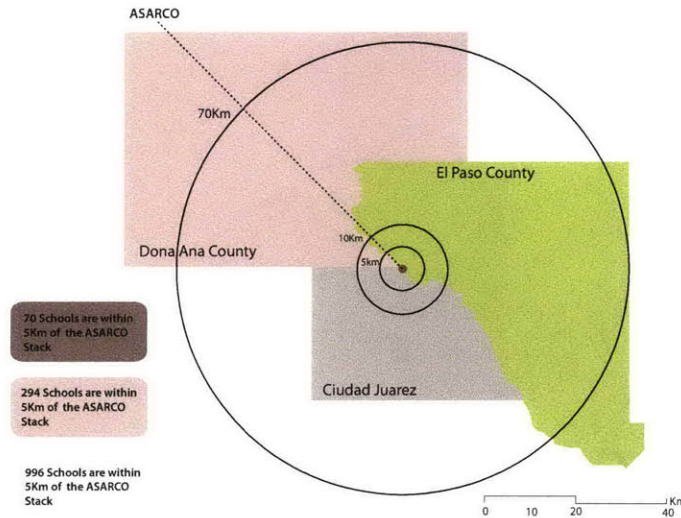 ASARCO
70Km
El Paso County
10Km
5km
Dona Ana County
70 Schools are within
5Km of the ASARCO
Stack
294 Schools are within
5Km of the ASARCO
Stack
Ciudad Juarez
996 Schools are within
5Km of the ASARCO
Stack
Km
0 10 20 40